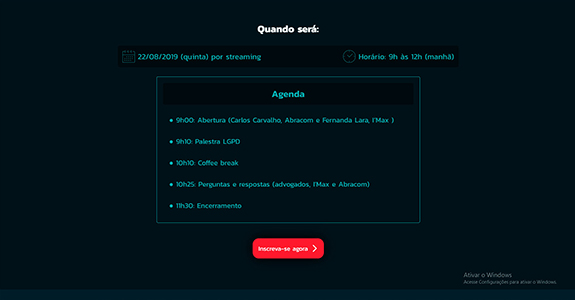 Quando será:
22/08/2019 (quinta) por streaming
Horário: 9h às 12h (manhã)
Agenda
9h00: Abertura (Carlos Carvalho, Abracom e Fernanda Lara, I'Max )
9h10: Palestra LGPD
10h10: Coffee break
10h25: Perguntas e respostas (advogados, I'Max e Abracom)
11h30: Encerramento
Inscreva-se agora
Ativar o Windows
Acesse Configurações para ativar o Windows.